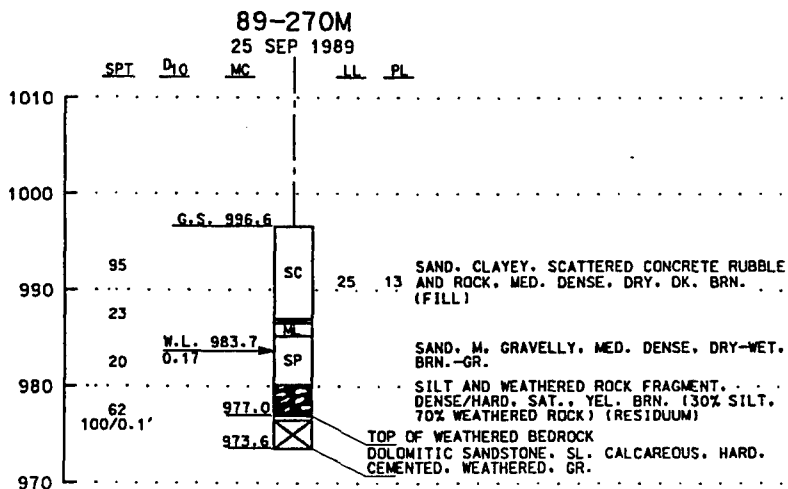 89-270M
25 SEP 1989
SPT D10 MC LL PL
1010
1000
G.S. 996.6
95 SC 25 13 SAND, CLAYEY, SCATTERED CONCRETE RUBBLE
AND ROCK, MED. DENSE, DRY, DK. BRN.
(FILL)
990
23
ML
W.L. 983.7
0.17
20 SP SAND, M. GRAVELLY, MED. DENSE, DRY-WET,
BRN.-GR.
980
SILT AND WEATHERED ROCK FRAGMENT,
DENSE/HARD, SAT., YEL. BRN. (30% SILT,
70% WEATHERED ROCK) (RESIDUUM)
62 977.0
100/0.1'
TOP OF WEATHERED BEDROCK
973.6 DOLOMITIC SANDSTONE, SL. CALCAREOUS, HARD,
CEMENTED, WEATHERED, GR.
970